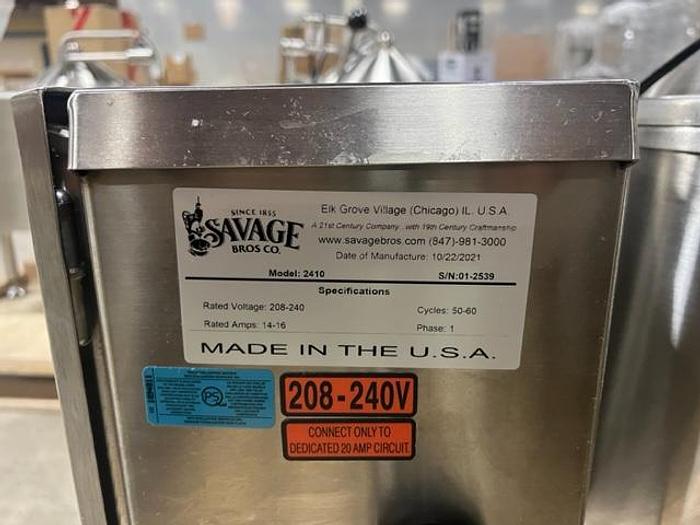 SINCE 1855
SAVAGE
BROS CO.
Elk Grove Village (Chicago) IL. U.S.A.
A 21st Century Company...with 19th Century Craftmanship
www.savagebros.com (847)-981-3000
Date of Manufacture: 10/22/2021
Model: 2410
S/N:01-2539
Specifications
Rated Voltage: 208-240
Cycles: 50-60
Rated Amps: 14-16
Phase: 1
MADE IN THE U.S.A.
208-240V
CONNECT ONLY TO
DEDICATED 20 AMP CIRCUIT